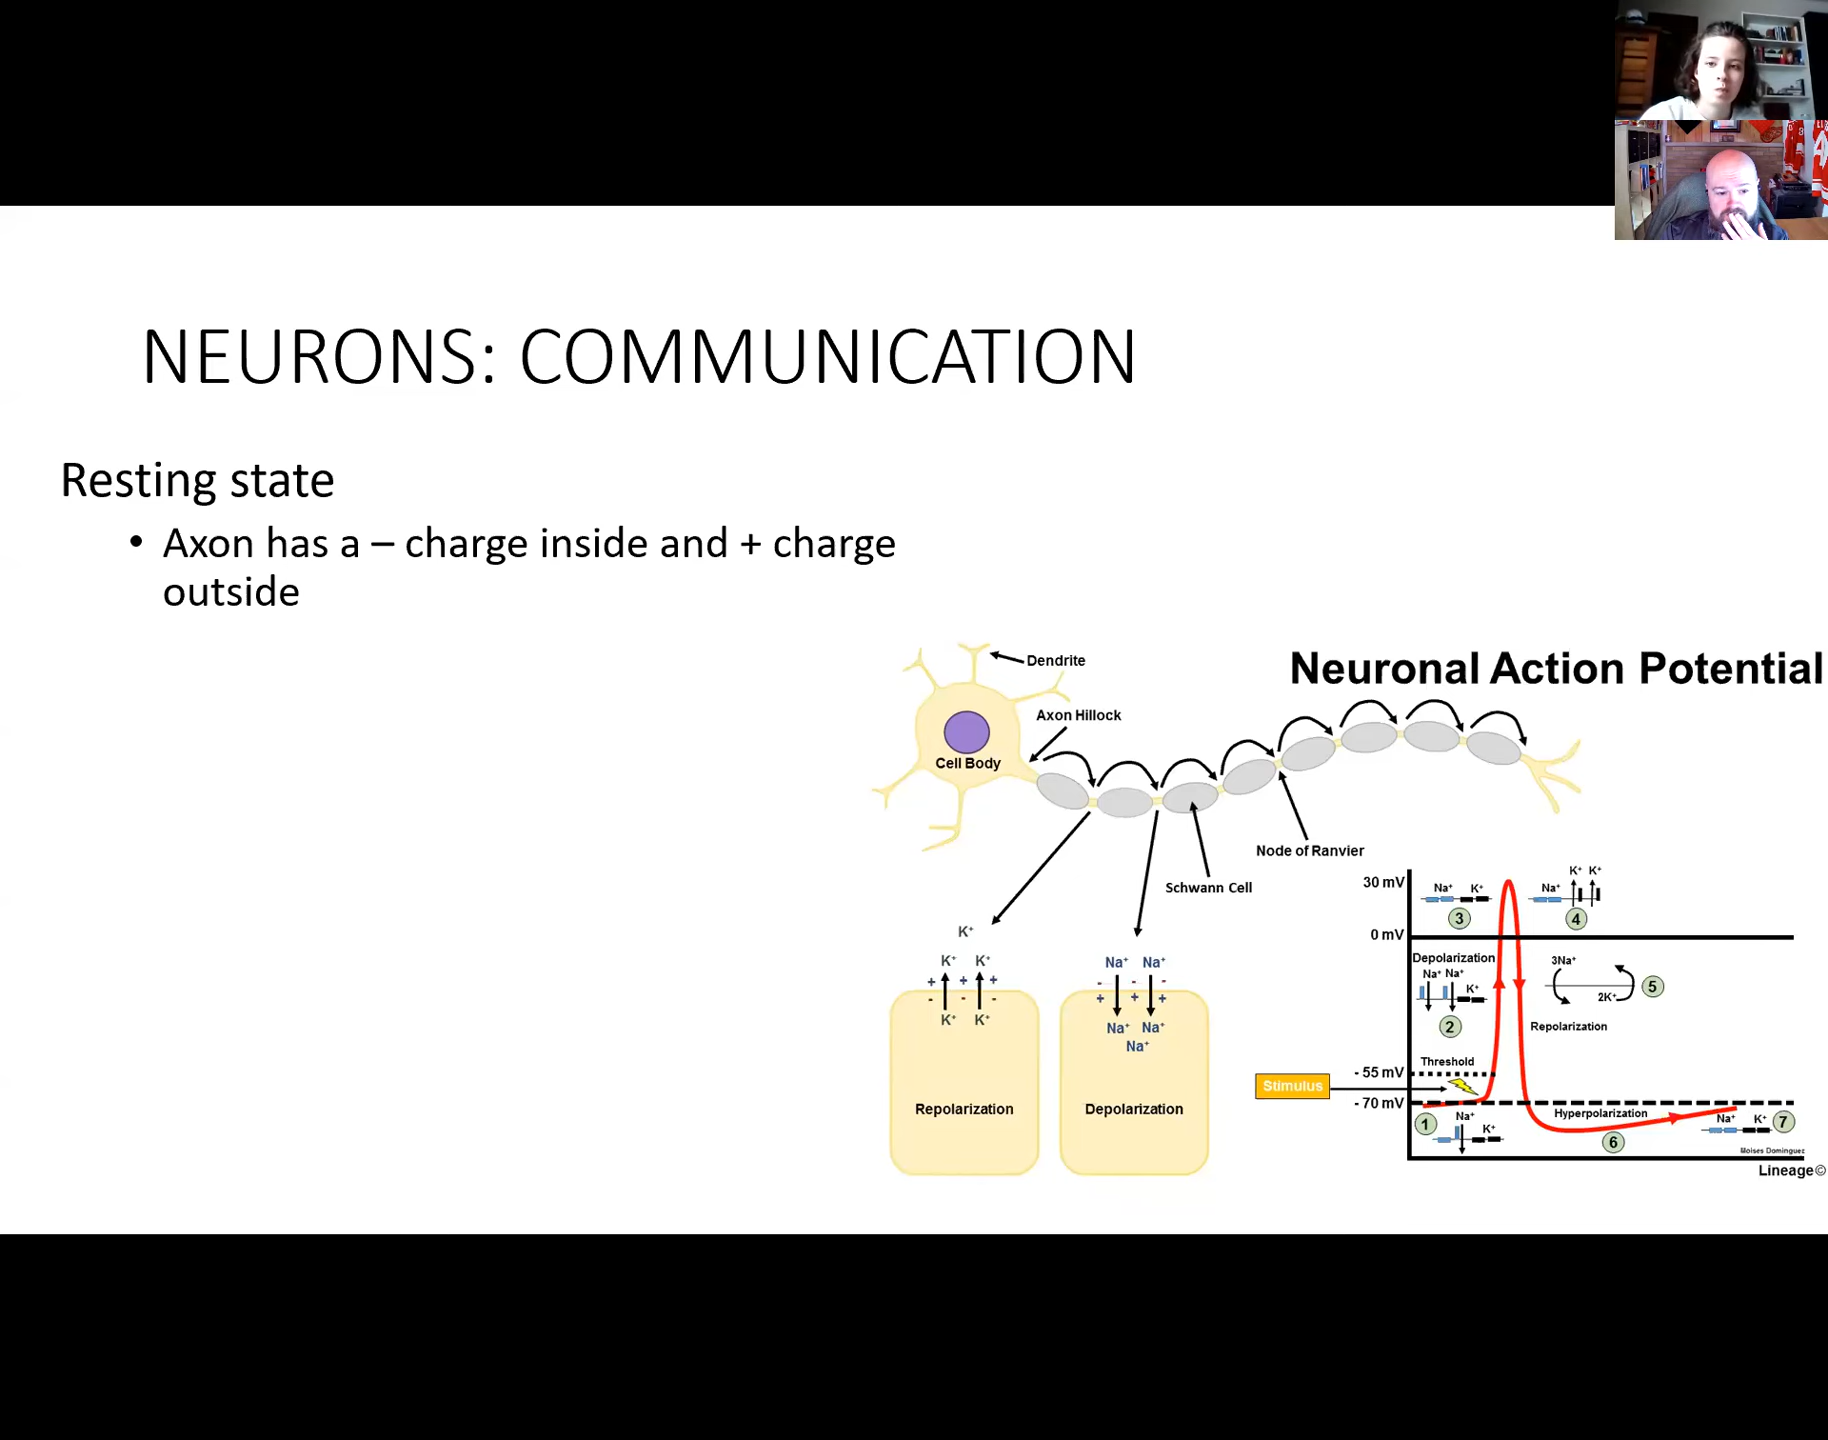 NEURONS: COMMUNICATION
Resting state
• Axon has a – charge inside and + charge
outside
Neuronal Action Potential
Dendrite
Axon Hillock
Cell Body
Node of Ranvier
Schwann Cell
K⁺
K⁺ K⁺
+ + +
- - -
K⁺ K⁺
Repolarization
Na⁺ Na⁺
- - -
+ + +
Na⁺ Na⁺
Na⁺
Depolarization
30 mV
Na⁺ K⁺
3
Na⁺ K⁺ K⁺
4
0 mV
Depolarization
Na⁺ Na⁺
K⁺
2
3Na⁺
2K⁺
5
Repolarization
Threshold
- 55 mV
Stimulus
- 70 mV
1
Na⁺
K⁺
Hyperpolarization
6
Na⁺ K⁺
7
Moises Dominguez
Lineage©